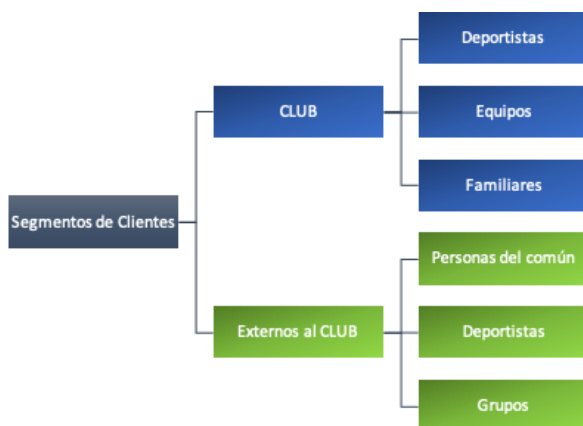 Segmentos de Clientes
CLUB
Deportistas
Equipos
Familiares
Externos al CLUB
Personas del común
Deportistas
Grupos